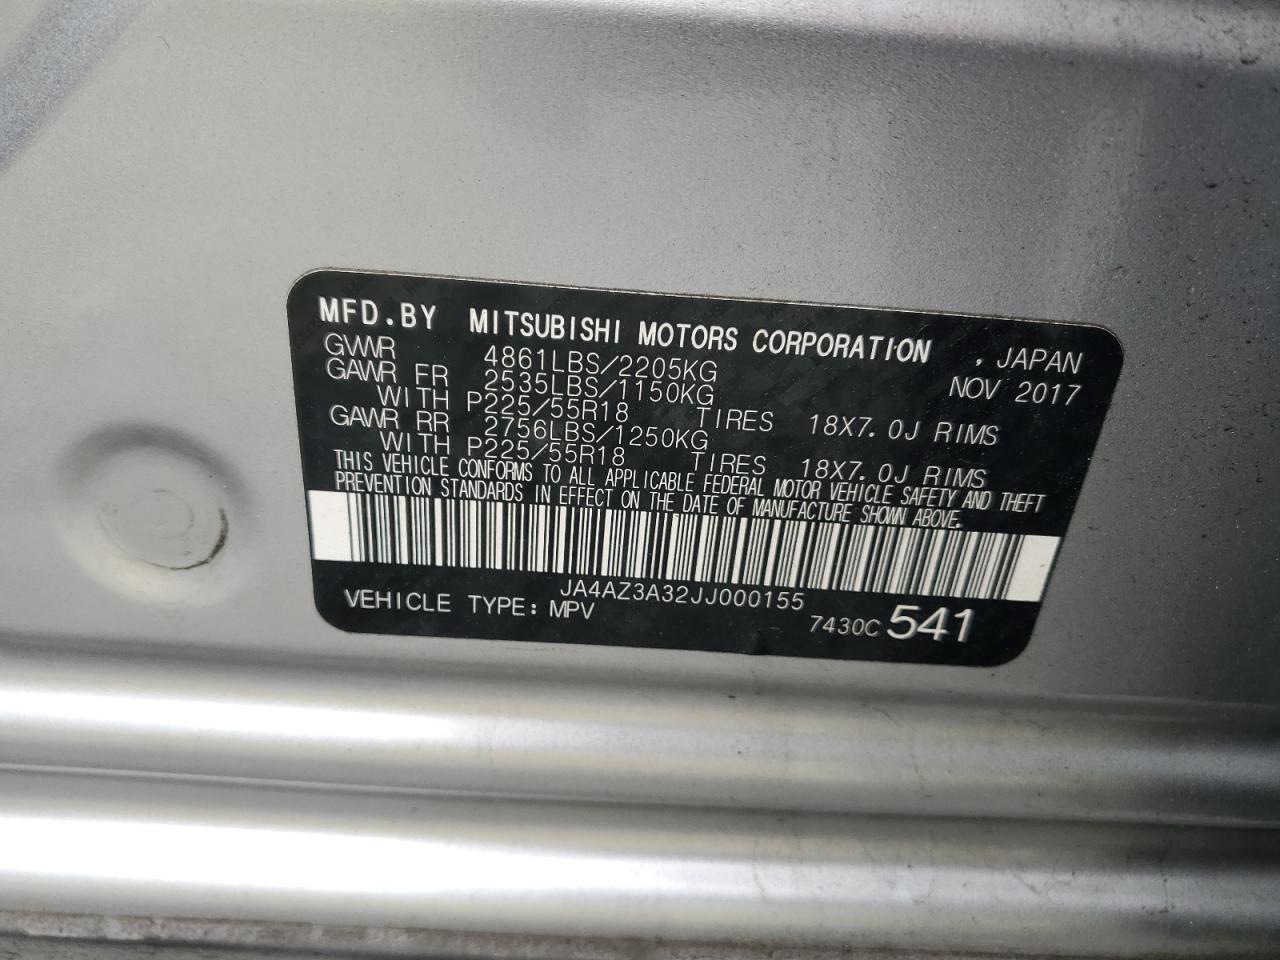 MFD.BY MITSUBISHI MOTORS CORPORATION , JAPAN
GVWR 4861LBS/2205KG NOV 2017
GAWR FR 2535LBS/1150KG
WITH P225/55R18 TIRES 18X7.0J RIMS
GAWR RR 2756LBS/1250KG
WITH P225/55R18 TIRES 18X7.0J RIMS
THIS VEHICLE CONFORMS TO ALL APPLICABLE FEDERAL MOTOR VEHICLE SAFETY AND THEFT
PREVENTION STANDARDS IN EFFECT ON THE DATE OF MANUFACTURE SHOWN ABOVE.
JA4AZ3A32JJ000155
VEHICLE TYPE: MPV 7430C 541